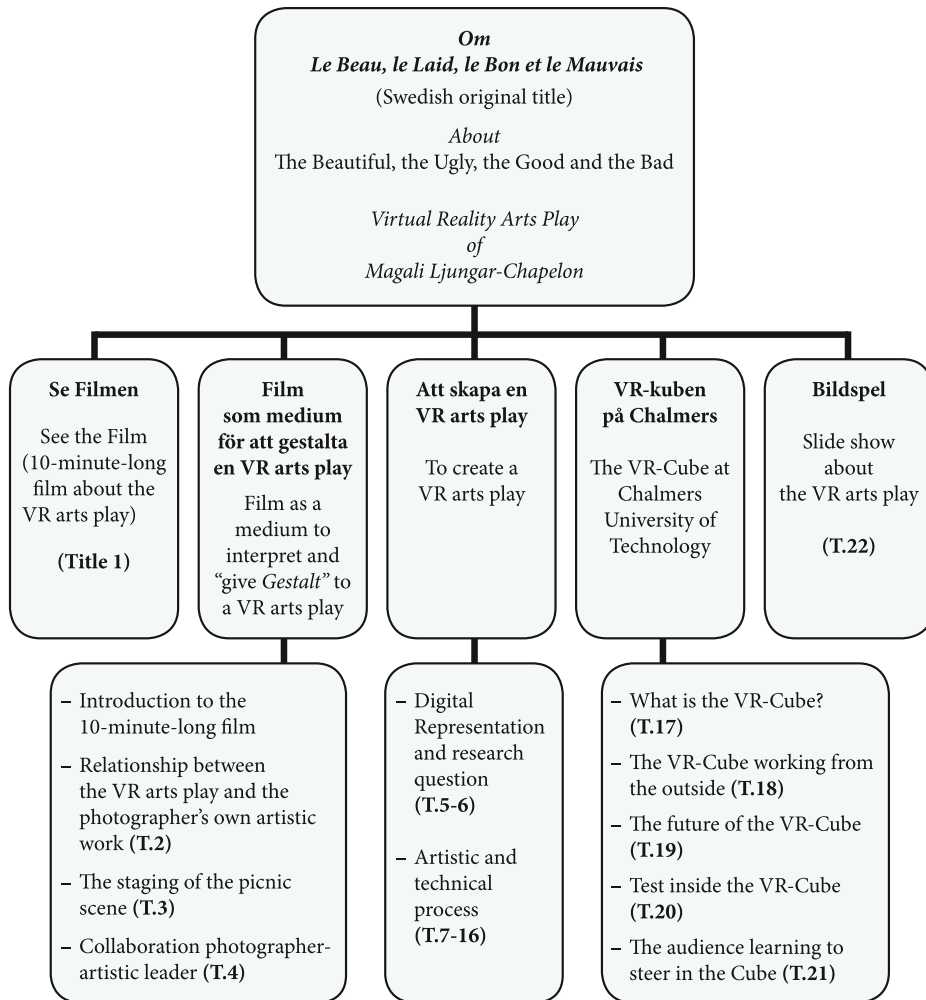 Om
Le Beau, le Laid, le Bon et le Mauvais
(Swedish original title)
About
The Beautiful, the Ugly, the Good and the Bad
Virtual Reality Arts Play
of
Magali Ljungar-Chapelon
Se Filmen
See the Film
(10-minute-long
film about the
VR arts play)
(Title 1)
Film
som medium
för att gestalta
en VR arts play
Film as a
medium to
interpret and
“give Gestalt” to
a VR arts play
Att skapa en
VR arts play
To create a
VR arts play
VR-kuben
på Chalmers
The VR-Cube at
Chalmers
University of
Technology
Bildspel
Slide show
about
the VR arts play
(T.22)
– Introduction to the
10-minute-long film
– Relationship between
the VR arts play and the
photographer’s own artistic
work (T.2)
– The staging of the picnic
scene (T.3)
– Collaboration photographer-
artistic leader (T.4)
– Digital
Representation
and research
question
(T.5-6)
– Artistic and
technical
process
(T.7-16)
– What is the VR-Cube?
(T.17)
– The VR-Cube working from
the outside (T.18)
– The future of the VR-Cube
(T.19)
– Test inside the VR-Cube
(T.20)
– The audience learning to
steer in the Cube (T.21)